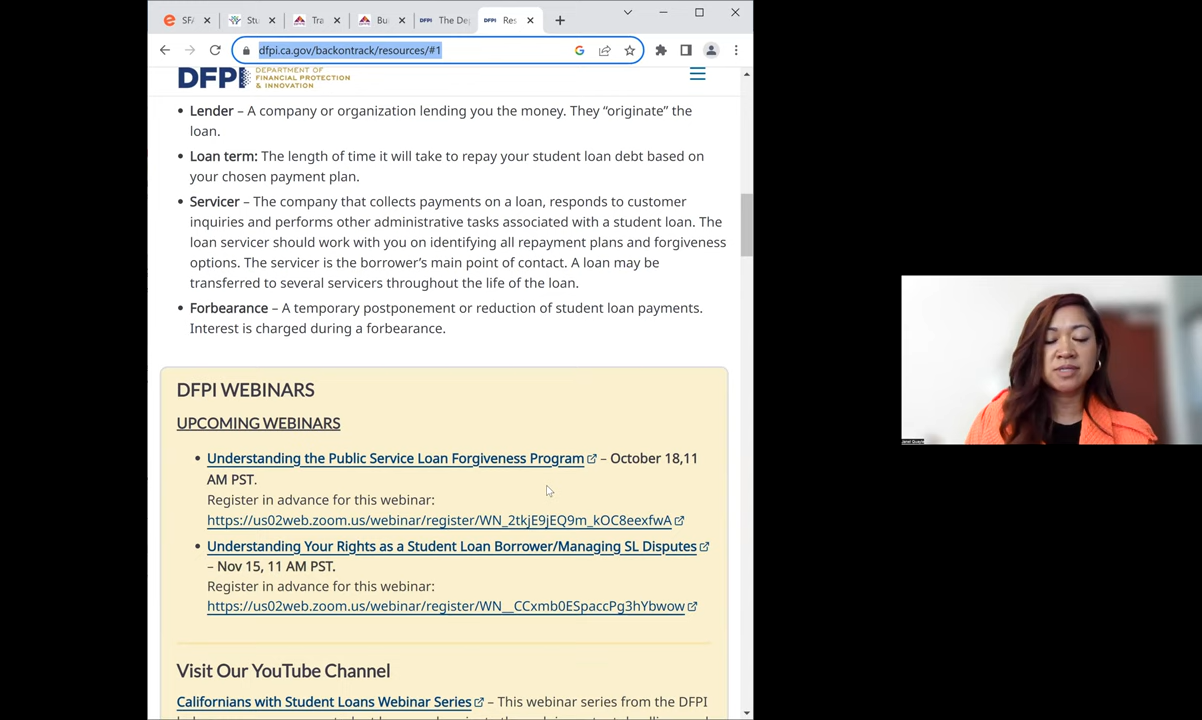 SFA
Stu
Tra
Bu
DFPI The De
DFPI Res
dfpi.ca.gov/backontrack/resources/#1
DFPI DEPARTMENT OF
FINANCIAL PROTECTION
& INNOVATION
• Lender – A company or organization lending you the money. They “originate” the
loan.
• Loan term: The length of time it will take to repay your student loan debt based on
your chosen payment plan.
• Servicer – The company that collects payments on a loan, responds to customer
inquiries and performs other administrative tasks associated with a student loan. The
loan servicer should work with you on identifying all repayment plans and forgiveness
options. The servicer is the borrower’s main point of contact. A loan may be
transferred to several servicers throughout the life of the loan.
• Forbearance – A temporary postponement or reduction of student loan payments.
Interest is charged during a forbearance.
DFPI WEBINARS
UPCOMING WEBINARS
• Understanding the Public Service Loan Forgiveness Program – October 18,11
AM PST.
Register in advance for this webinar:
https://us02web.zoom.us/webinar/register/WN_2tkjE9jEQ9m_kOC8eexfwA
• Understanding Your Rights as a Student Loan Borrower/Managing SL Disputes
– Nov 15, 11 AM PST.
Register in advance for this webinar:
https://us02web.zoom.us/webinar/register/WN__CCxmb0ESpaccPg3hYbwow
Visit Our YouTube Channel
Californians with Student Loans Webinar Series – This webinar series from the DFPI